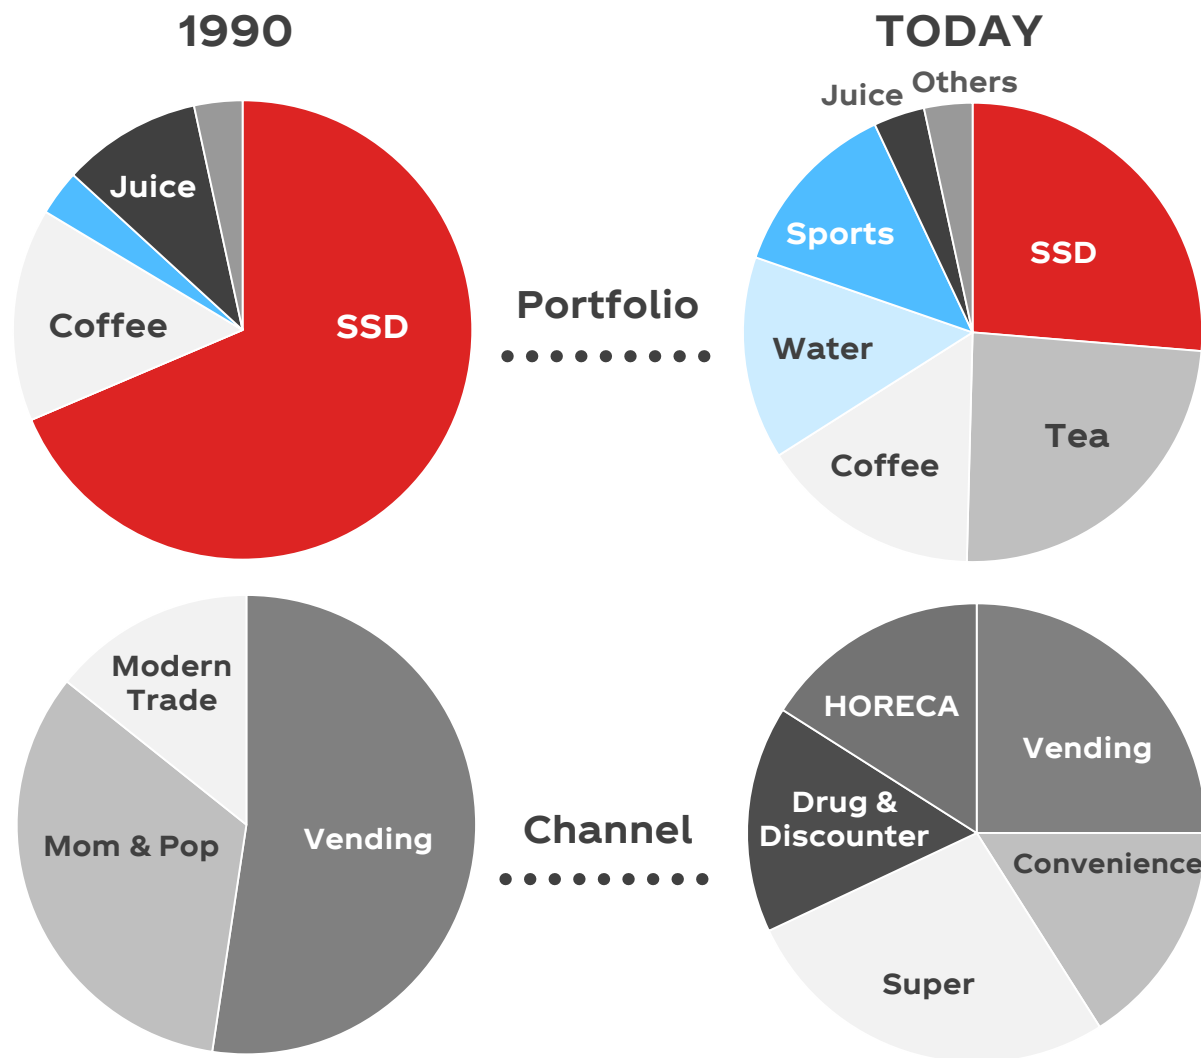 1990
TODAY
Juice
SSD
Coffee
Portfolio
Juice
Others
SSD
Sports
Water
Tea
Coffee
Modern
Trade
Mom & Pop
Vending
Channel
HORECA
Vending
Drug &
Discounter
Convenience
Super